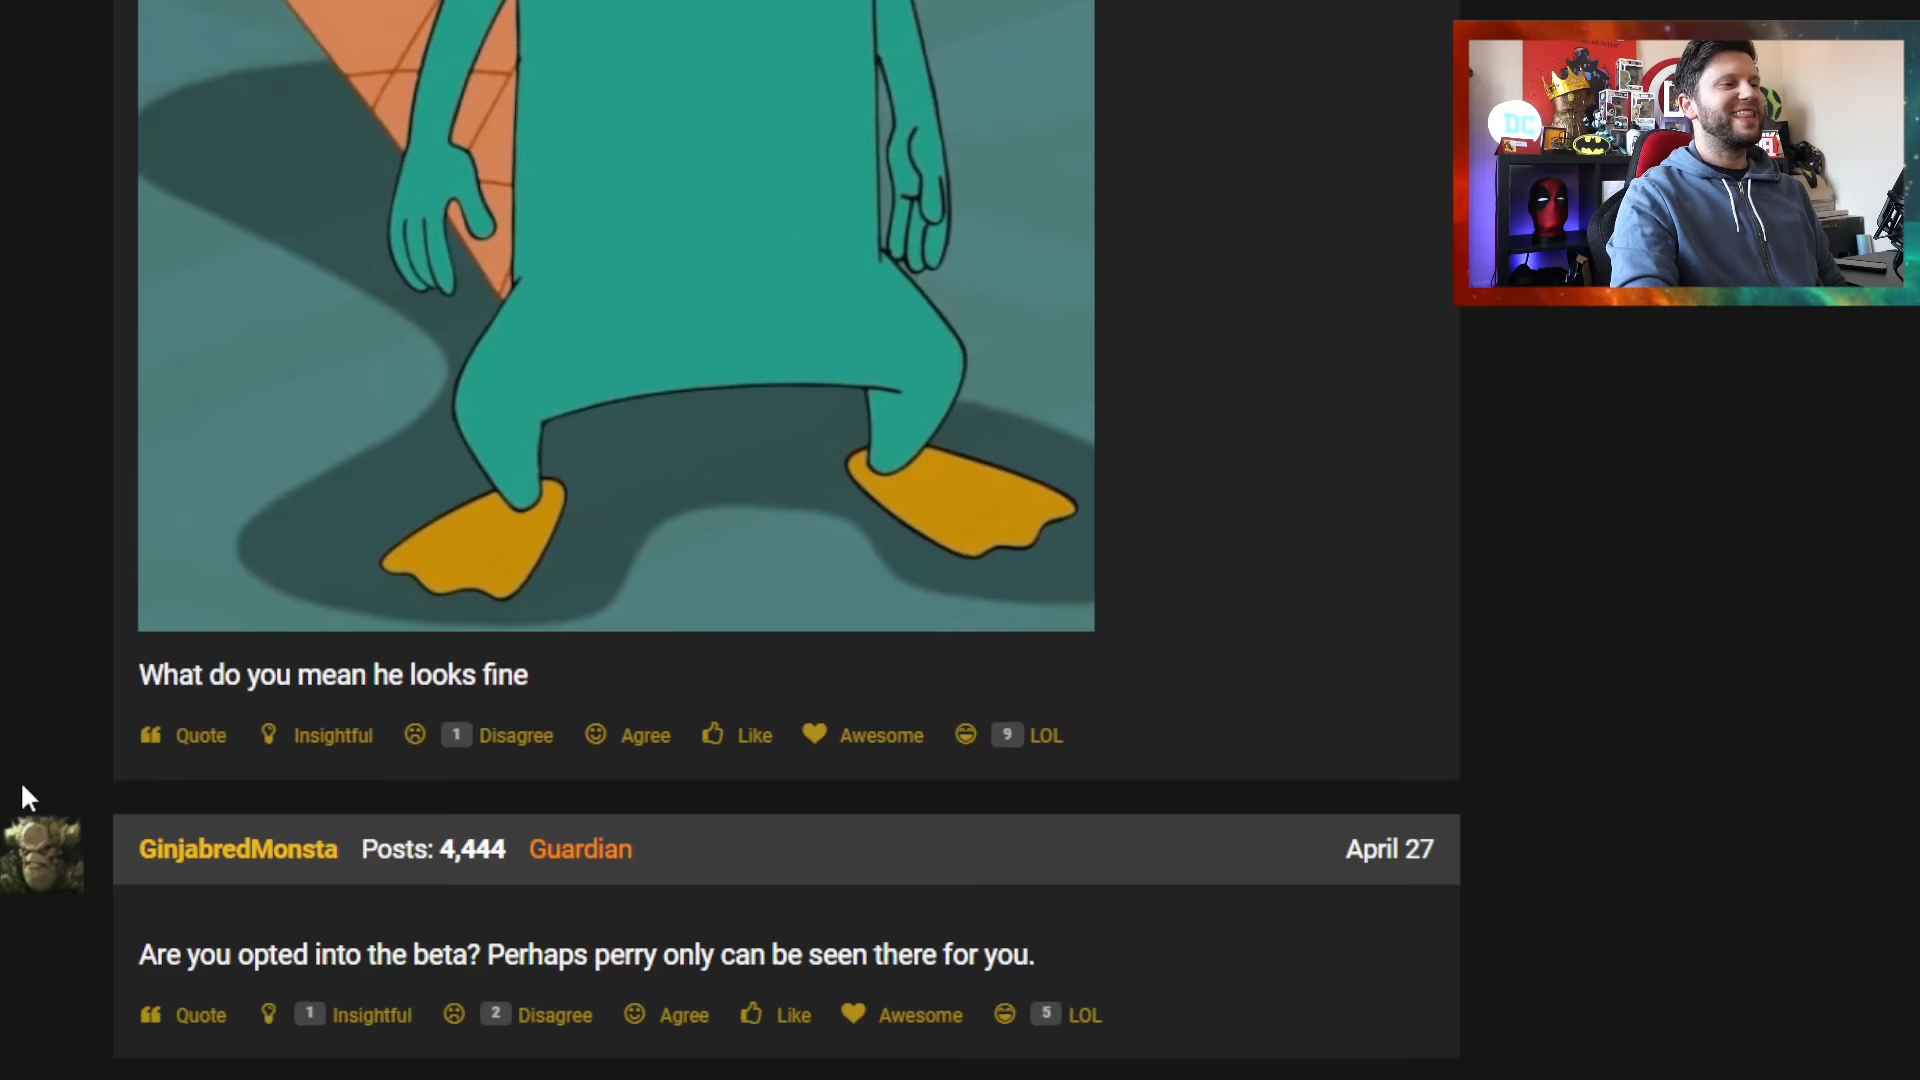 DC
What do you mean he looks fine
Quote Insightful 1 Disagree Agree Like Awesome 9 LOL
GinjabredMonsta Posts: 4,444 Guardian April 27
Are you opted into the beta? Perhaps perry only can be seen there for you.
Quote 1 Insightful 2 Disagree Agree Like Awesome 5 LOL